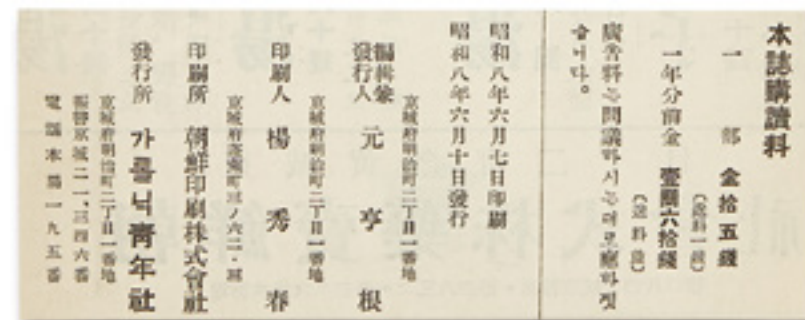 本誌購讀料
一部 金拾五錢
(送料一錢)
一年分前金 壹圓六拾錢
(送料共)
廣告料는問議하시는데로應하겟
습니다。
昭和八年六月七日印刷
昭和八年六月十日發行
京城府明治町二丁目一番地
編輯兼發行人 元亨根
京城府明治町二丁目一番地
印刷人 楊秀春
京城府蓬萊町三ノ六二・
印刷所 朝鮮印刷株式會社
京城府明治町二丁目一番地
發行所 가톨닉靑年社
振替京城二一、三四六番
電話本局一九五番